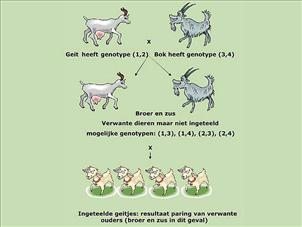 x
Geit heeft genotype (1,2) Bok heeft genotype (3,4)
Broer en zus
Verwante dieren maar niet ingeteeld
mogelijke genotypen: (1,3), (1,4), (2,3), (2,4)
x
Ingeteelde geitjes: resultaat paring van verwante
ouders (broer en zus in dit geval)